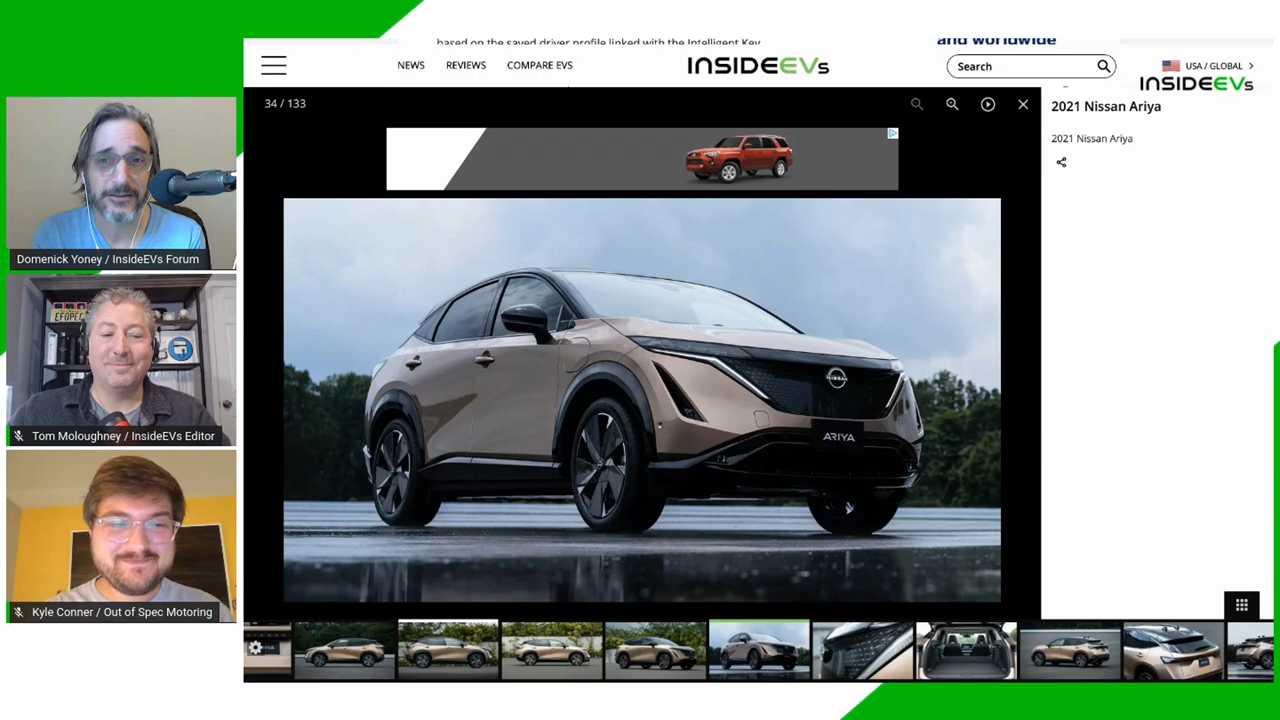 based on the saved driver profile linked with the Intelligent Key
and worldwide
NEWS REVIEWS COMPARE EVS
INSIDEEVs
Search
USA / GLOBAL
INSIDEEVs
34 / 133
2021 Nissan Ariya
2021 Nissan Ariya
NISSAN
ARIYA
EFGPEC
Domenick Yoney / InsideEVs Forum
Tom Moloughney / InsideEVs Editor
Kyle Conner / Out of Spec Motoring